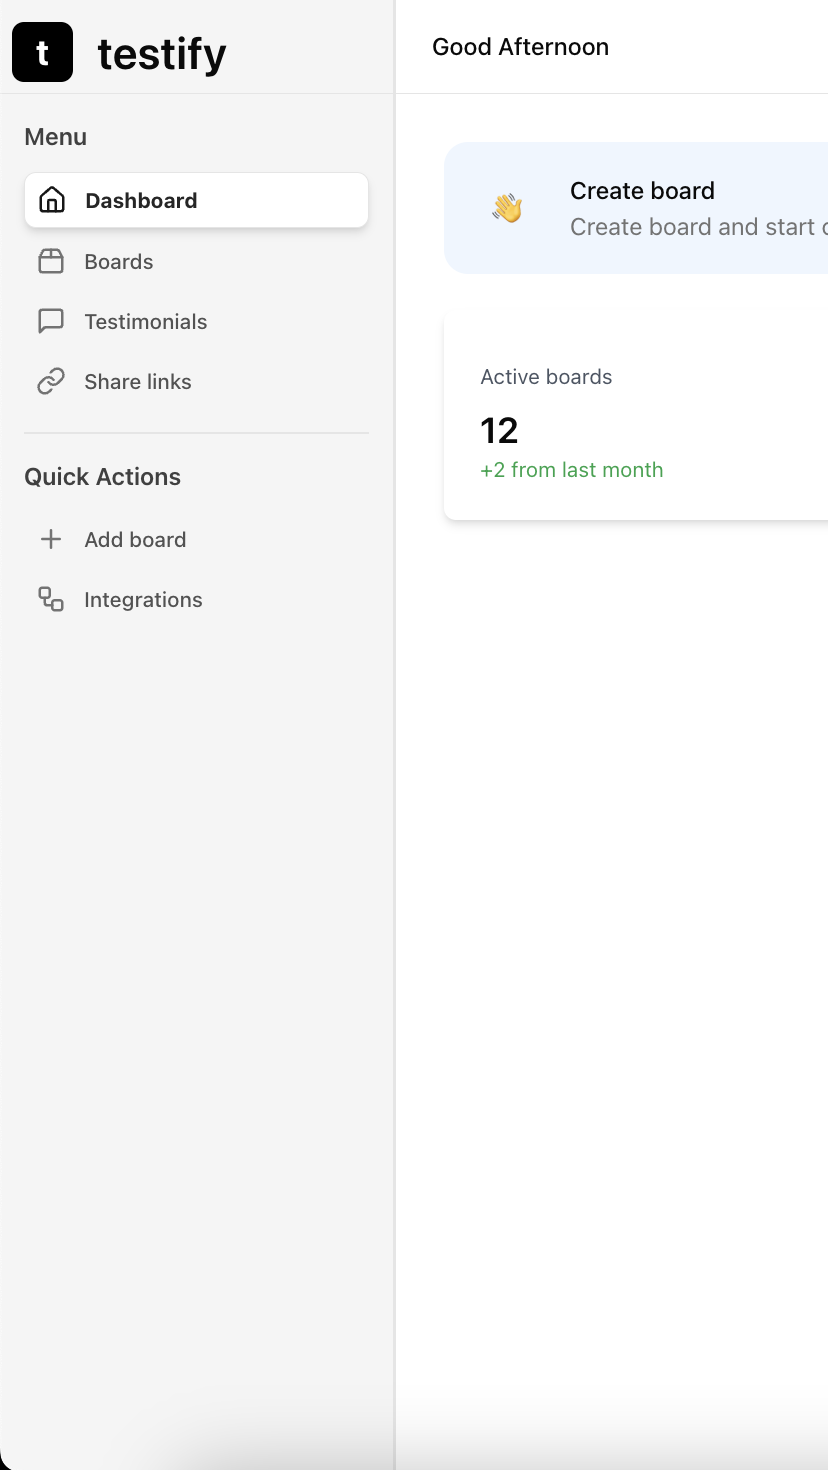 t testify
Menu
Dashboard
Boards
Testimonials
Share links
Quick Actions
Add board
Integrations
Good Afternoon
Create board
Create board and start
Active boards
12
+2 from last month